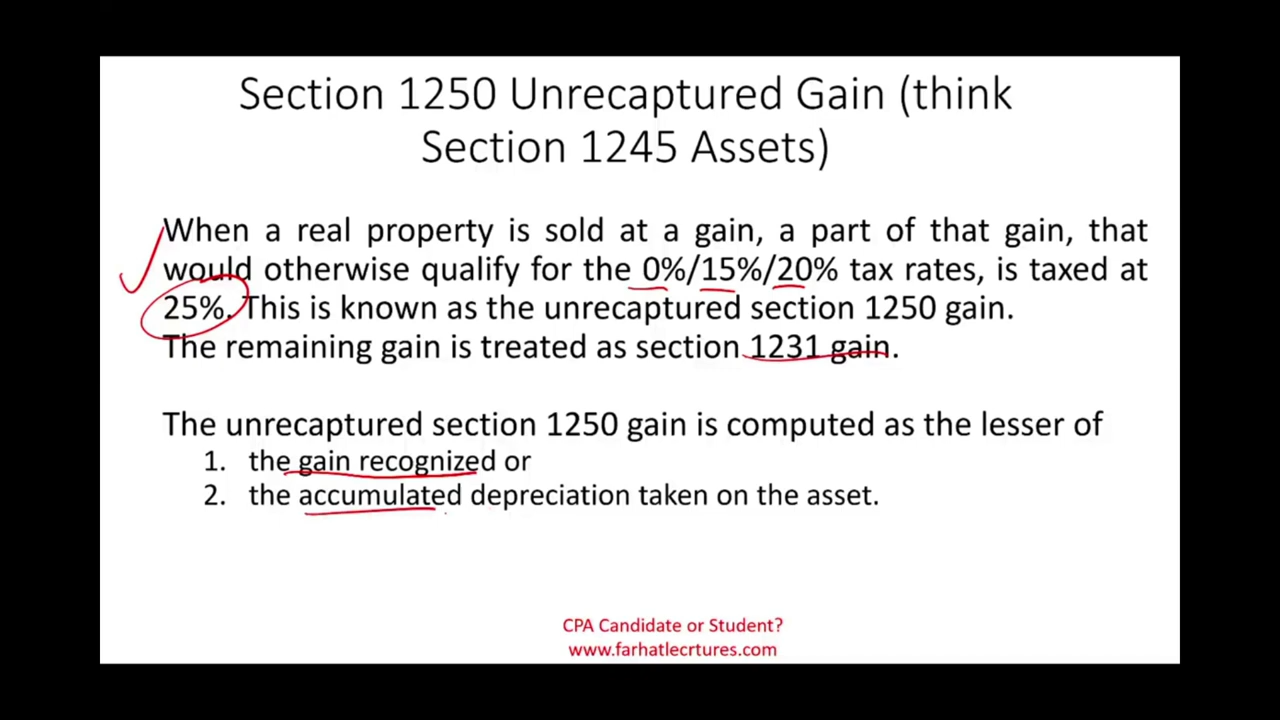 Section 1250 Unrecaptured Gain (think
Section 1245 Assets)
When a real property is sold at a gain, a part of that gain, that
would otherwise qualify for the 0%/15%/20% tax rates, is taxed at
25%. This is known as the unrecaptured section 1250 gain.
The remaining gain is treated as section 1231 gain.
The unrecaptured section 1250 gain is computed as the lesser of
1. the gain recognized or
2. the accumulated depreciation taken on the asset.
CPA Candidate or Student?
www.farhatlecrtures.com